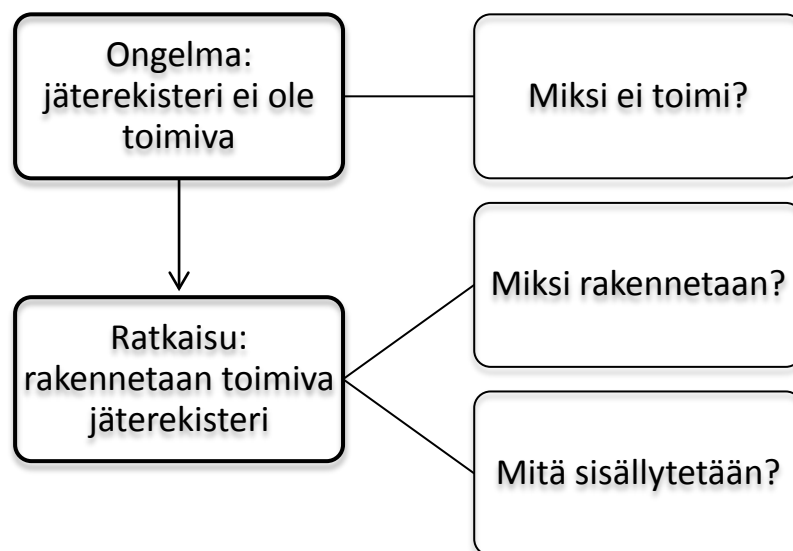 Ongelma:
jäterekisteri ei ole
toimiva
Miksi ei toimi?
Miksi rakennetaan?
Ratkaisu:
rakennetaan toimiva
jäterekisteri
Mitä sisällytetään?